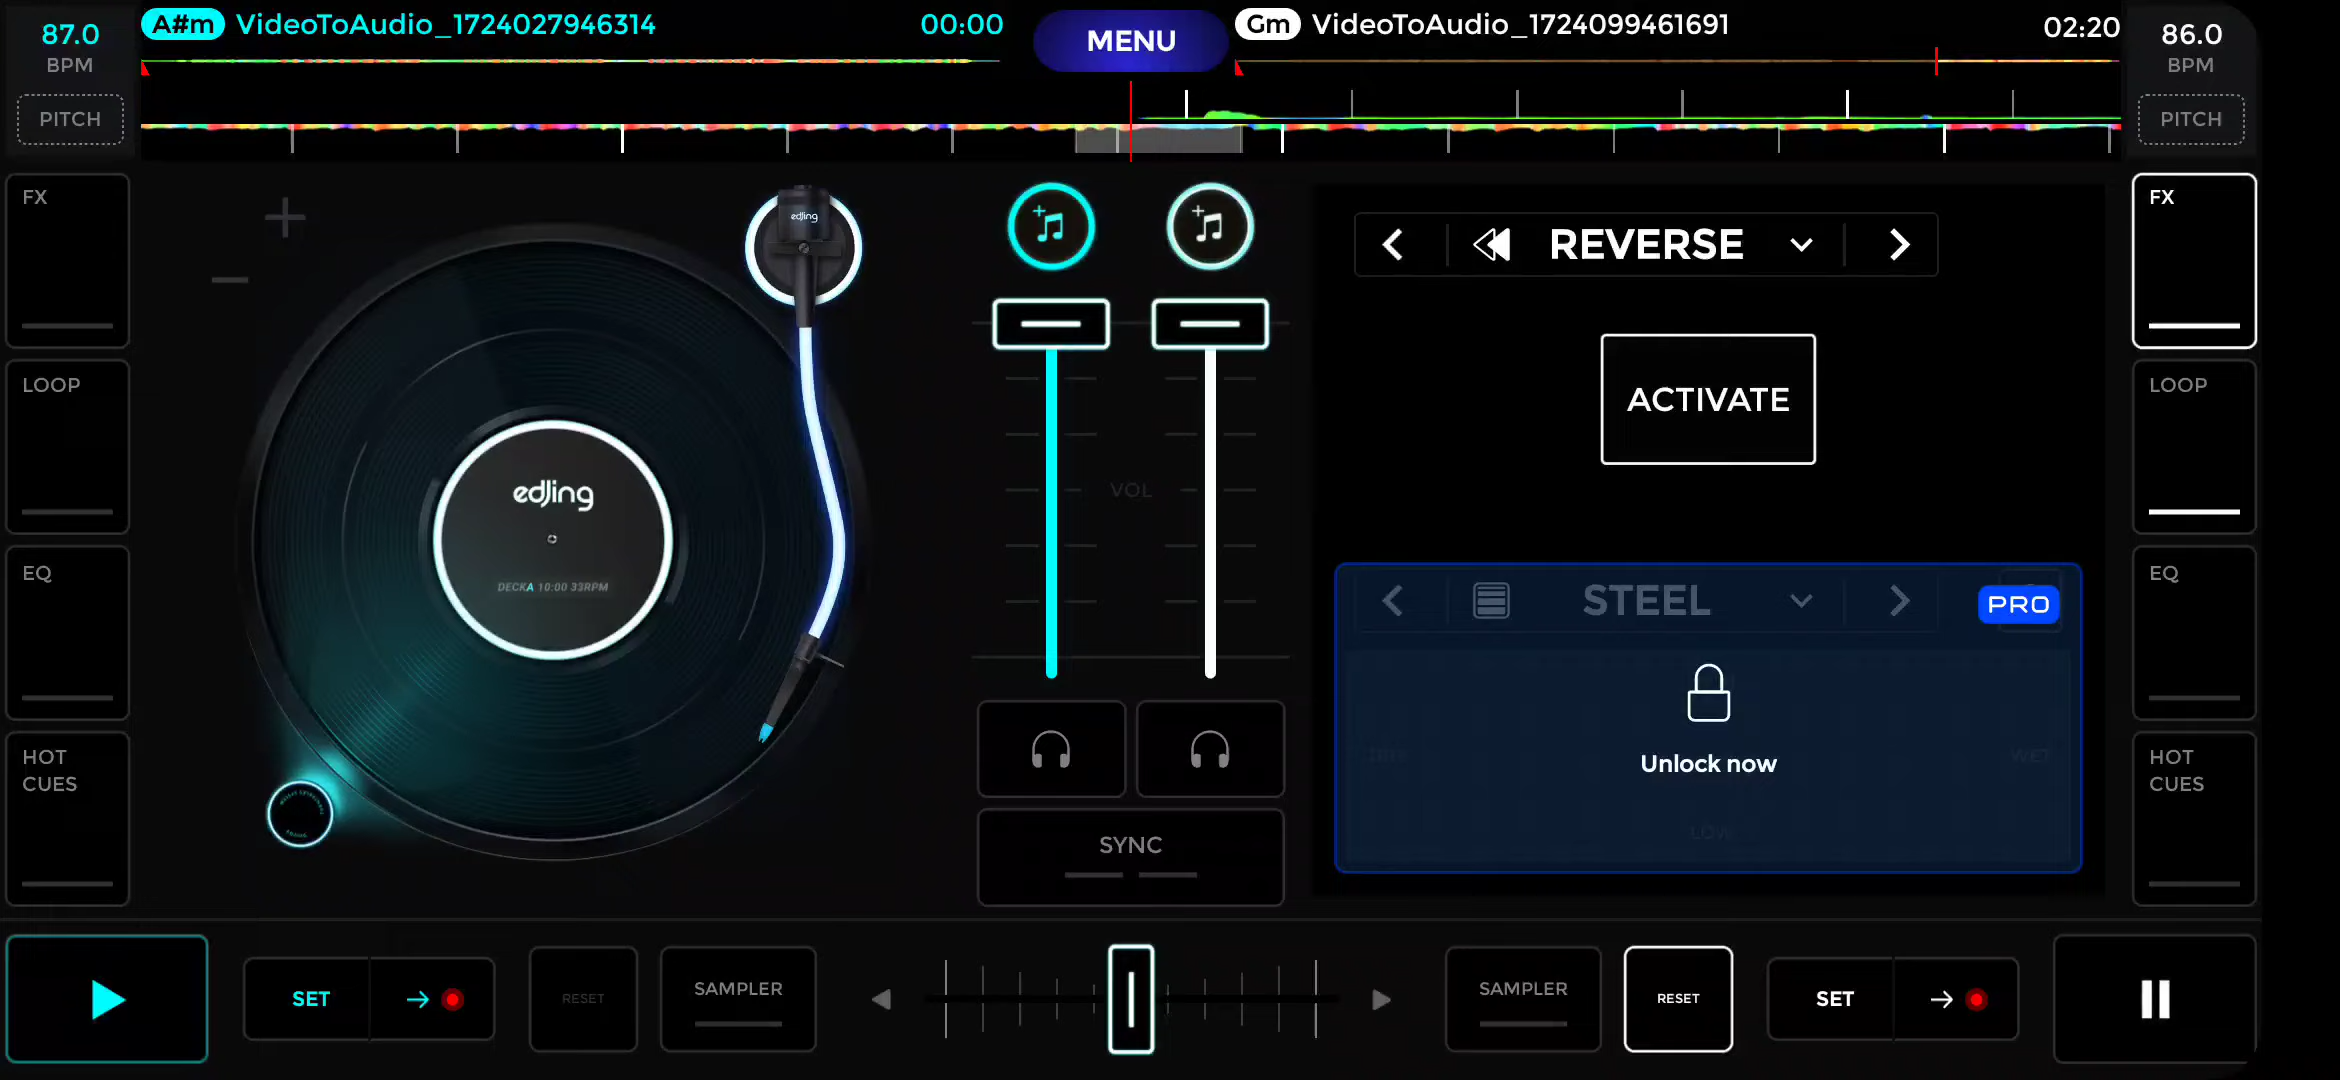 87.0
BPM
PITCH
A#m VideoToAudio_1724027946314 00:00
MENU
Gm VideoToAudio_1724099461691 02:20
86.0
BPM
PITCH
FX
LOOP
EQ
HOT
CUES
edjing
edjing
DECKA 10:00 33RPM
VOL
SYNC
REVERSE
ACTIVATE
STEEL
PRO
Unlock now
WET
LOW
FX
LOOP
EQ
HOT
CUES
SET
RESET
SAMPLER
SAMPLER
RESET
SET